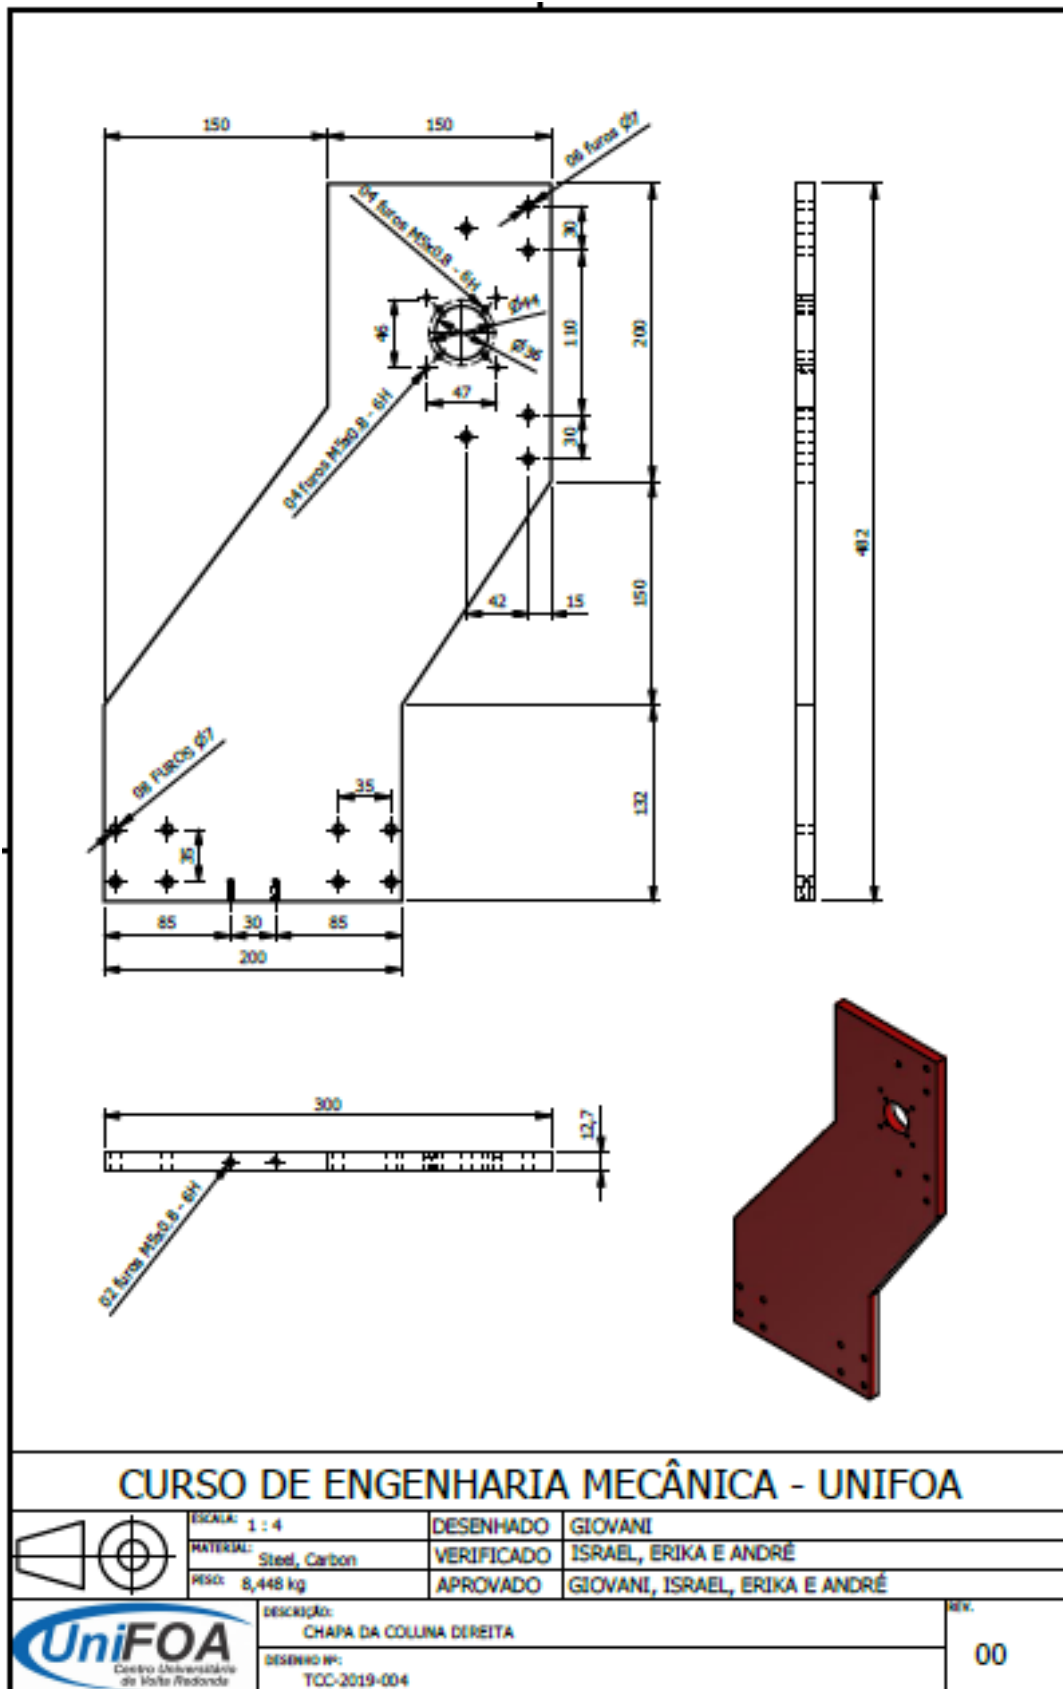 150
150
06 furos Ø7
04 furos M5x0.8 - 6H
30
Ø44
46
110
200
Ø36
47
04 furos M5x0.8 - 6H
30
482
42
15
150
08 FUROS Ø7
35
132
35
85
30
85
200
300
12,7
02 furos M5x0.8 - 6H
CURSO DE ENGENHARIA MECÂNICA - UNIFOA
ESCALA: 1 : 4
DESENHADO GIOVANI
MATERIAL: Steel, Carbon
VERIFICADO ISRAEL, ERIKA E ANDRÉ
PESO: 8,448 kg
APROVADO GIOVANI, ISRAEL, ERIKA E ANDRÉ
UniFOA
Centro Universitário
de Volta Redonda
DESCRIÇÃO:
CHAPA DA COLUNA DIREITA
DESENHO Nº:
TCC-2019-004
REV.
00